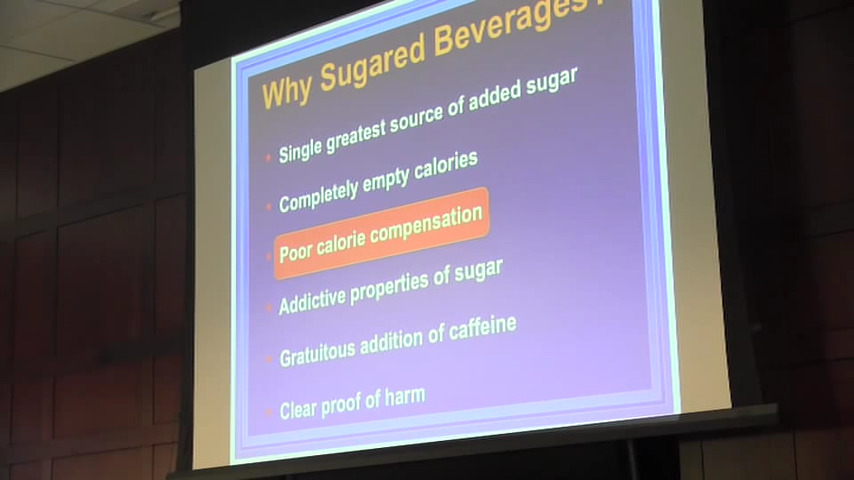 Why Sugared Beverages?
Single greatest source of added sugar
Completely empty calories
Poor calorie compensation
Addictive properties of sugar
Gratuitous addition of caffeine
Clear proof of harm